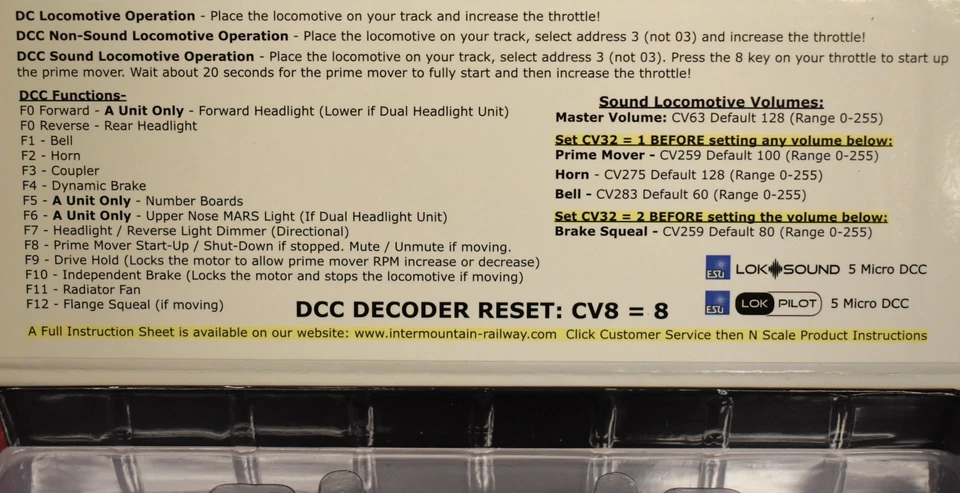 DC Locomotive Operation - Place the locomotive on your track and increase the throttle!
DCC Non-Sound Locomotive Operation - Place the locomotive on your track, select address 3 (not 03) and increase the throttle!
DCC Sound Locomotive Operation - Place the locomotive on your track, select address 3 (not 03). Press the 8 key on your throttle to start up
the prime mover. Wait about 20 seconds for the prime mover to fully start and then increase the throttle!
DCC Functions-
F0 Forward - A Unit Only - Forward Headlight (Lower if Dual Headlight Unit)
F0 Reverse - Rear Headlight
F1 - Bell
F2 - Horn
F3 - Coupler
F4 - Dynamic Brake
F5 - A Unit Only - Number Boards
F6 - A Unit Only - Upper Nose MARS Light (If Dual Headlight Unit)
F7 - Headlight / Reverse Light Dimmer (Directional)
F8 - Prime Mover Start-Up / Shut-Down if stopped. Mute / Unmute if moving.
F9 - Drive Hold (Locks the motor to allow prime mover RPM increase or decrease)
F10 - Independent Brake (Locks the motor and stops the locomotive if moving)
F11 - Radiator Fan
F12 - Flange Squeal (if moving)
Sound Locomotive Volumes:
Master Volume: CV63 Default 128 (Range 0-255)
Set CV32 = 1 BEFORE setting any volume below:
Prime Mover - CV259 Default 100 (Range 0-255)
Horn - CV275 Default 128 (Range 0-255)
Bell - CV283 Default 60 (Range 0-255)
Set CV32 = 2 BEFORE setting the volume below:
Brake Squeal - CV259 Default 80 (Range 0-255)
ESU LOKSOUND 5 Micro DCC
ESU LOK PILOT 5 Micro DCC
DCC DECODER RESET: CV8 = 8
A Full Instruction Sheet is available on our website: www.intermountain-railway.com Click Customer Service then N Scale Product Instructions